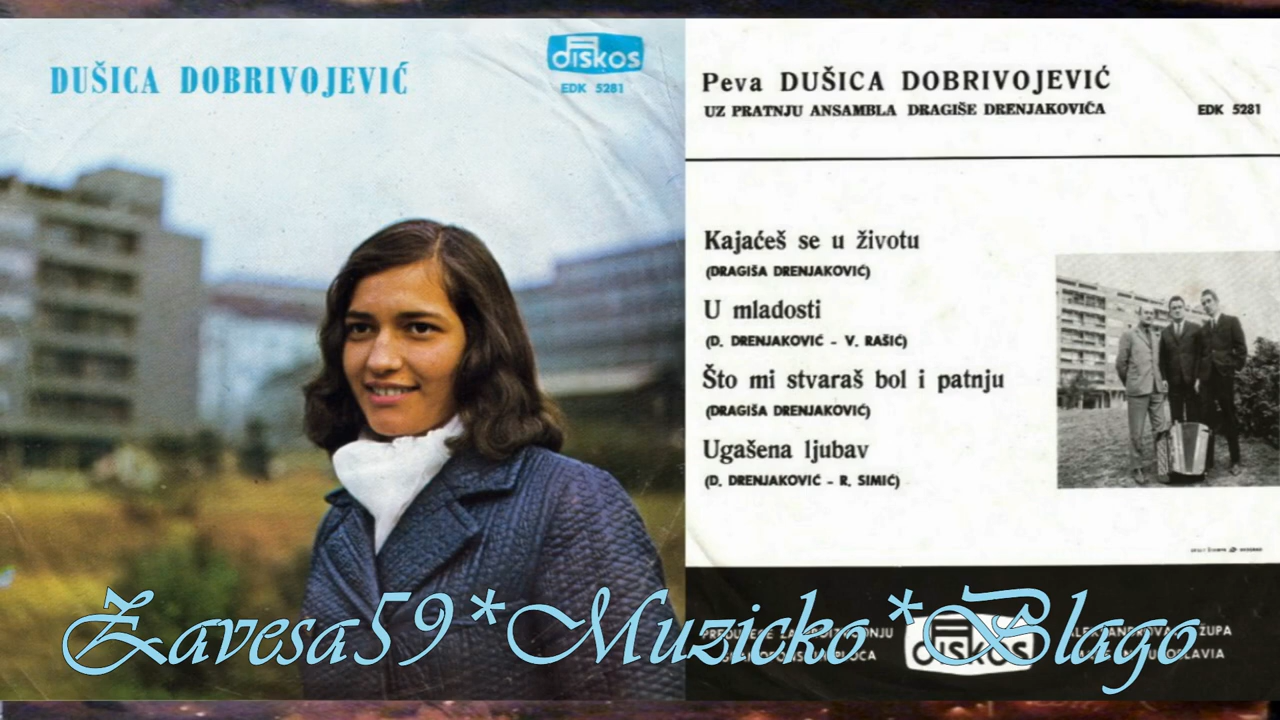 DUŠICA DOBRIVOJEVIĆ
diskos
EDK 5281
Peva DUŠICA DOBRIVOJEVIĆ
UZ PRATNJU ANSAMBLA DRAGIŠE DRENJAKOVIĆA
EDK 5281
Kajaćeš se u životu
(DRAGIŠA DRENJAKOVIĆ)
U mladosti
(D. DRENJAKOVIĆ - V. RAŠIĆ)
Što mi stvaraš bol i patnju
(DRAGIŠA DRENJAKOVIĆ)
Ugašena ljubav
(D. DRENJAKOVIĆ - R. SIMIĆ)
diskos
Zavesa59*Muzicko*Blago